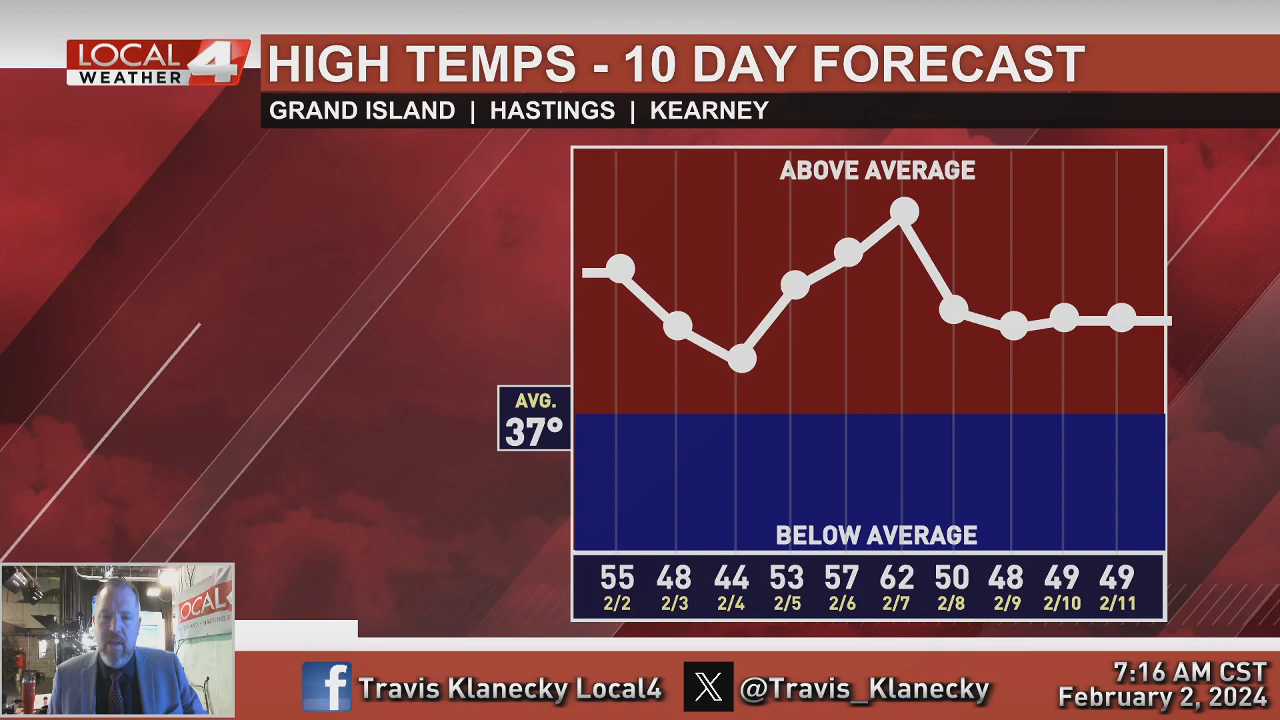 LOCAL 4
WEATHER
HIGH TEMPS - 10 DAY FORECAST
GRAND ISLAND | HASTINGS | KEARNEY
ABOVE AVERAGE
AVG.
37°
BELOW AVERAGE
55 48 44 53 57 62 50 48 49 49
2/2 2/3 2/4 2/5 2/6 2/7 2/8 2/9 2/10 2/11
LOCAL
f Travis Klanecky Local4
X @Travis_Klanecky
7:16 AM CST
February 2, 2024